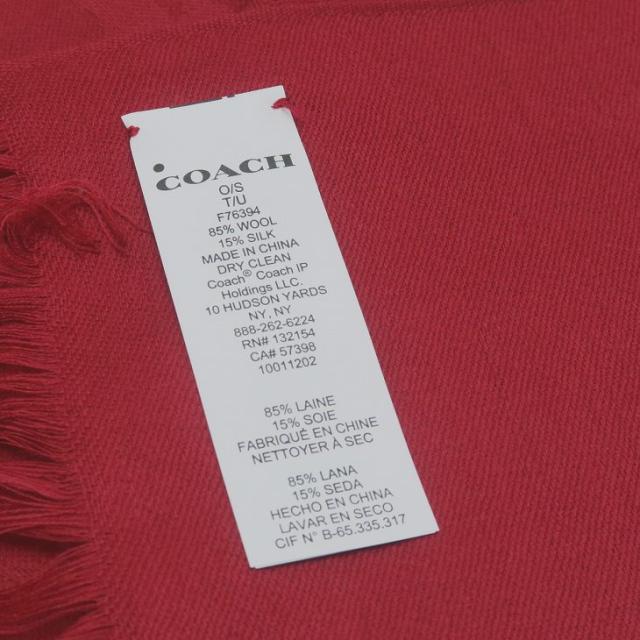 COACH
O/S
T/U
F76394
85% WOOL
15% SILK
MADE IN CHINA
DRY CLEAN
Coach® Coach IP
Holdings LLC.
10 HUDSON YARDS
NY, NY
888-262-6224
RN# 132154
CA# 57398
10011202
85% LAINE
15% SOIE
FABRIQUÉ EN CHINE
NETTOYER À SEC
85% LANA
15% SEDA
HECHO EN CHINA
LAVAR EN SECO
CIF N° B-65.335.317